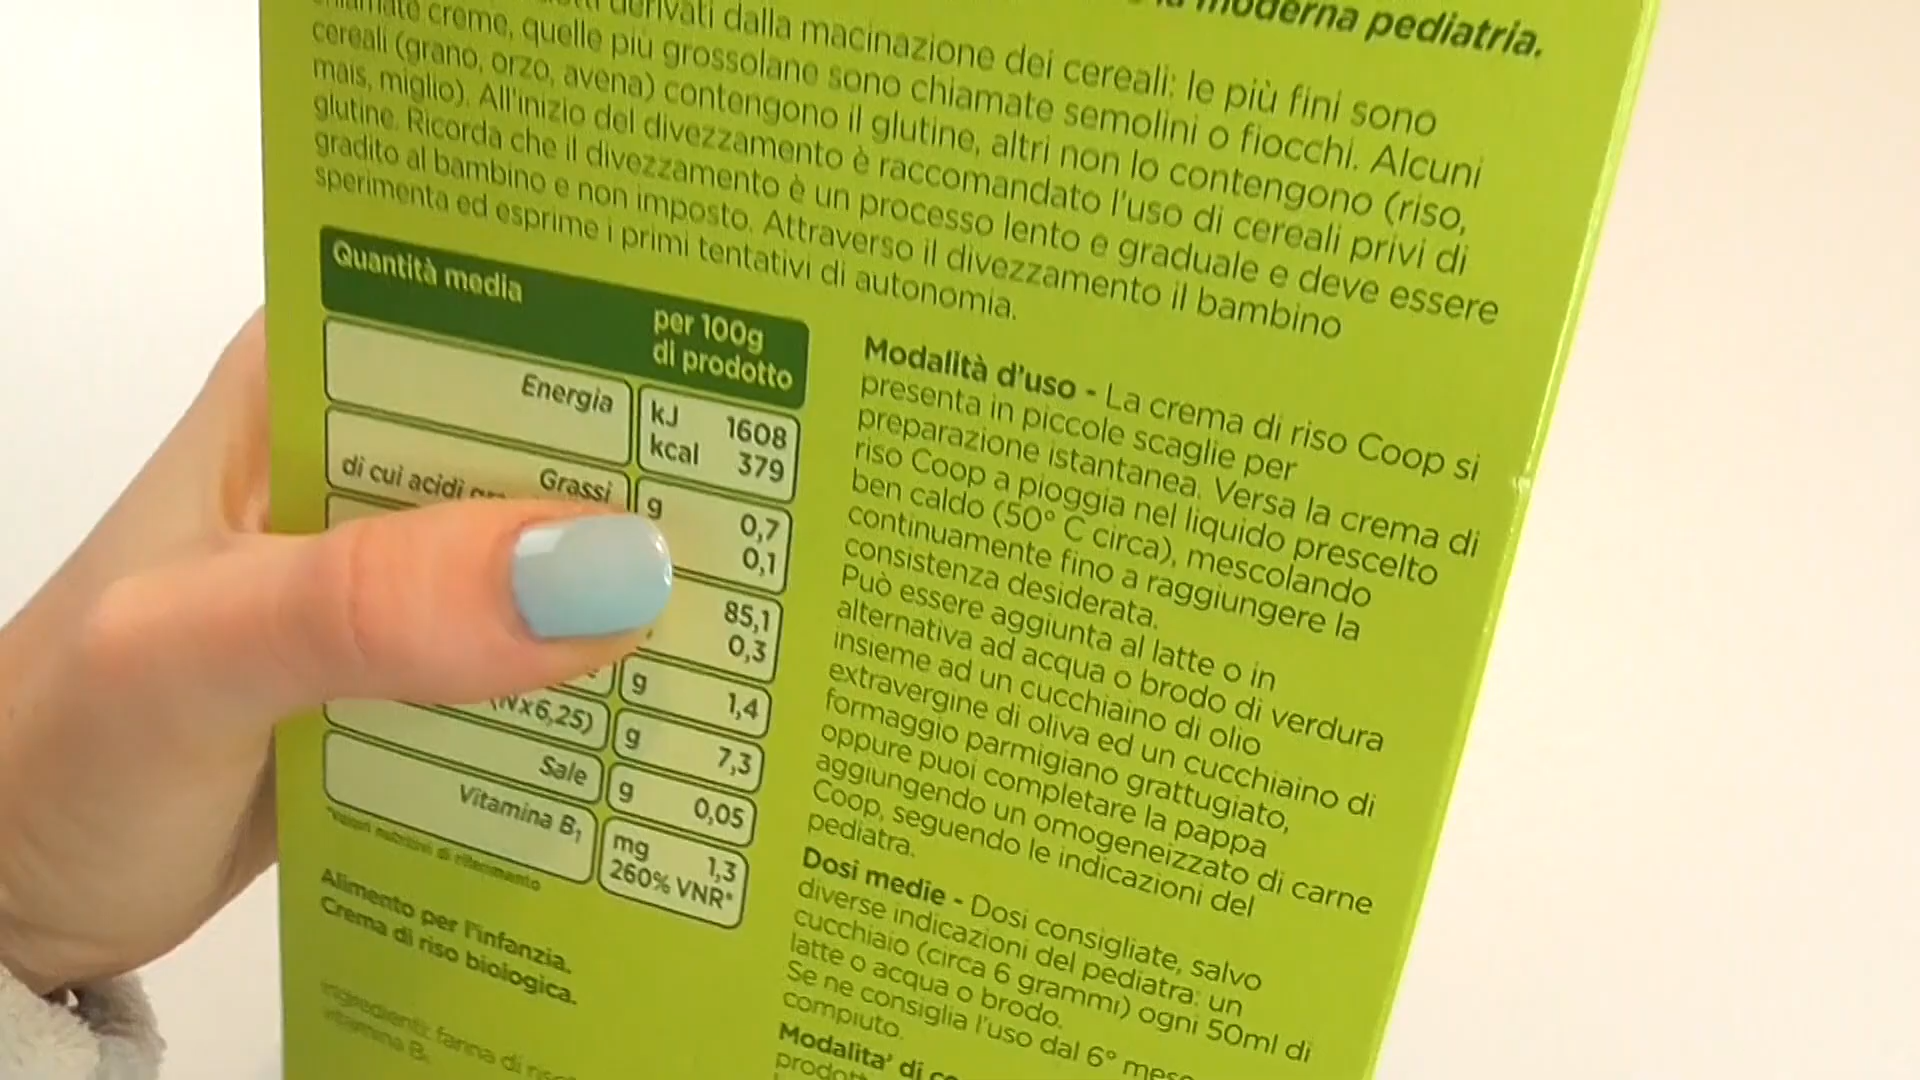 moderna pediatria.
derivati dalla macinazione dei cereali: le più fini sono
chiamate creme, quelle più grossolane sono chiamate semolini o fiocchi. Alcuni
cereali (grano, orzo, avena) contengono il glutine, altri non lo contengono (riso,
mais, miglio). All'inizio del divezzamento è raccomandato l'uso di cereali privi di
glutine. Ricorda che il divezzamento è un processo lento e graduale e deve essere
gradito al bambino e non imposto. Attraverso il divezzamento il bambino
sperimenta ed esprime i primi tentativi di autonomia.
Quantità media
per 100g
di prodotto
Energia
kJ 1608
kcal 379
Grassi
di cui acidi
g 0,7
0,1
85,1
0,3
g 1,4
(Nx6,25) g 7,3
Sale g 0,05
Vitamina B₁ mg 1,3
260% VNR*
*Valori nutritivi di riferimento
Alimento per l'infanzia.
Crema di riso biologica.
Ingredienti: farina di
vitamina B₁
Modalità d'uso - La crema di riso Coop si
presenta in piccole scaglie per
preparazione istantanea. Versa la crema di
riso Coop a pioggia nel liquido prescelto
ben caldo (50° C circa), mescolando
continuamente fino a raggiungere la
consistenza desiderata.
Può essere aggiunta al latte o in
alternativa ad acqua o brodo di verdura
insieme ad un cucchiaino di olio
extravergine di oliva ed un cucchiaino di
formaggio parmigiano grattugiato,
oppure puoi completare la pappa
aggiungendo un omogeneizzato di carne
Coop, seguendo le indicazioni del
pediatra.
Dosi medie - Dosi consigliate, salvo
diverse indicazioni del pediatra: un
cucchiaio (circa 6 grammi) ogni 50ml di
latte o acqua o brodo.
Se ne consiglia l'uso dal 6° mese
compiuto.
Modalita' di